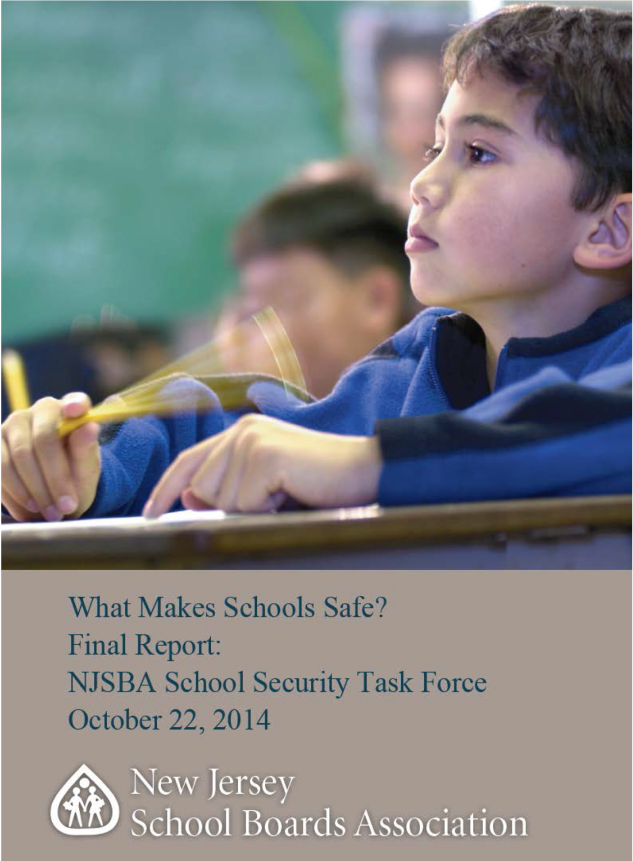 What Makes Schools Safe?
Final Report:
NJSBA School Security Task Force
October 22, 2014
New Jersey
School Boards Association